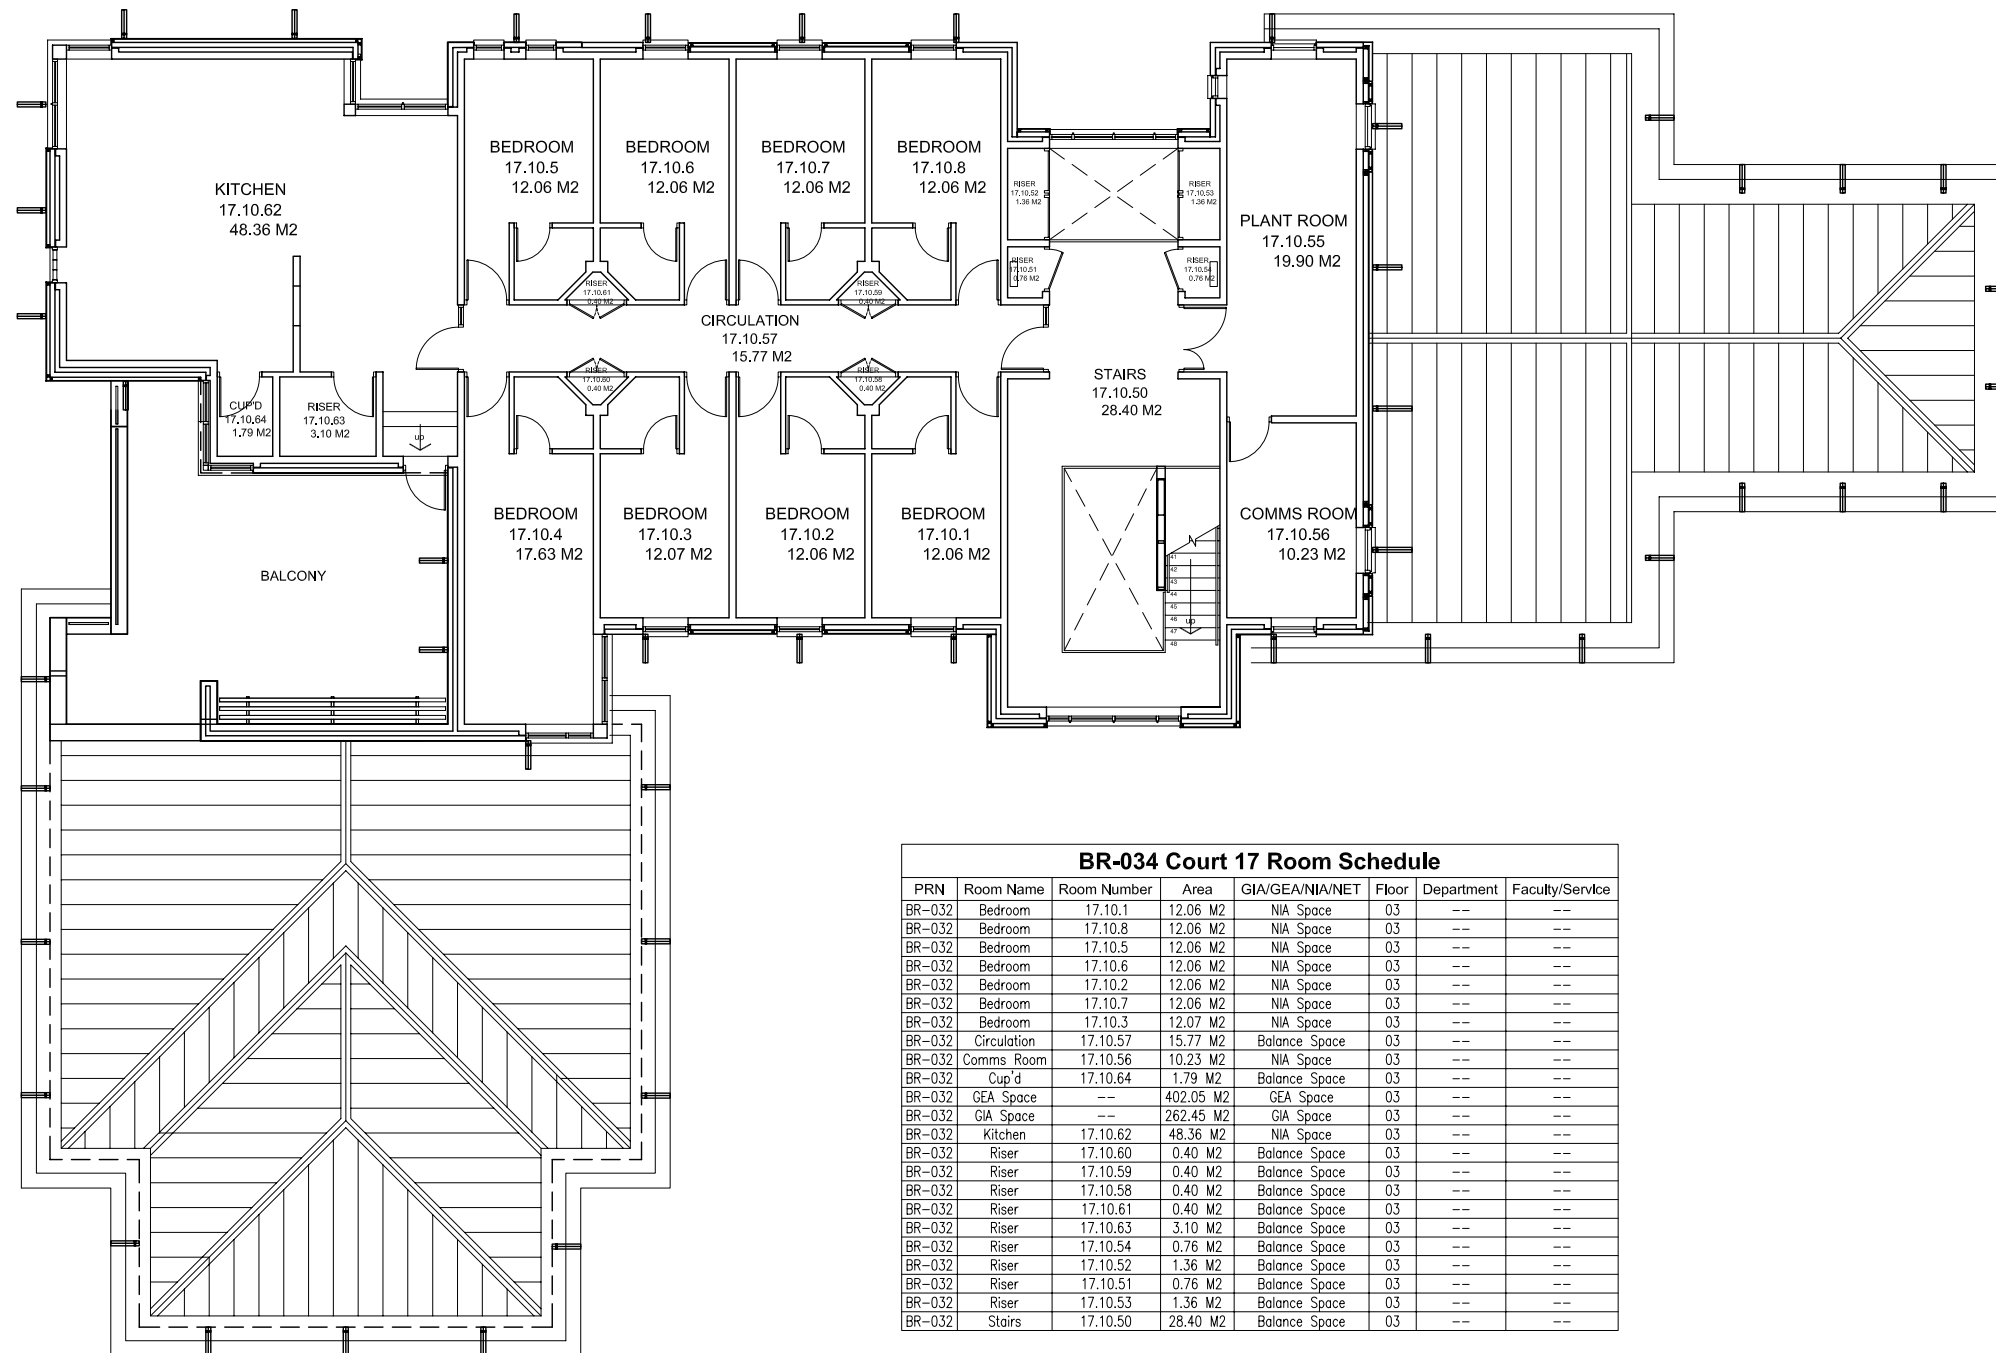 KITCHEN
17.10.62
48.36 M2
BEDROOM
17.10.5
12.06 M2
BEDROOM
17.10.6
12.06 M2
BEDROOM
17.10.7
12.06 M2
BEDROOM
17.10.8
12.06 M2
RISER
17.10.52
1.36 M2
RISER
17.10.53
1.36 M2
PLANT ROOM
17.10.55
19.90 M2
RISER
17.10.51
0.76 M2
RISER
17.10.54
0.76 M2
RISER
17.10.61
0.40 M2
RISER
17.10.59
0.40 M2
CIRCULATION
17.10.57
15.77 M2
RISER
17.10.60
0.40 M2
RISER
17.10.58
0.40 M2
STAIRS
17.10.50
28.40 M2
CUP'D
17.10.64
1.79 M2
RISER
17.10.63
3.10 M2
up
BEDROOM
17.10.4
17.63 M2
BEDROOM
17.10.3
12.07 M2
BEDROOM
17.10.2
12.06 M2
BEDROOM
17.10.1
12.06 M2
COMMS ROOM
17.10.56
10.23 M2
BALCONY
N
41
42
43
44
45
46
47
48
up
BR-034 Court 17 Room Schedule
PRN Room Name Room Number Area GIA/GEA/NIA/NET Floor Department Faculty/Service
BR-032 Bedroom 17.10.1 12.06 M2 NIA Space 03 -- --
BR-032 Bedroom 17.10.8 12.06 M2 NIA Space 03 -- --
BR-032 Bedroom 17.10.5 12.06 M2 NIA Space 03 -- --
BR-032 Bedroom 17.10.6 12.06 M2 NIA Space 03 -- --
BR-032 Bedroom 17.10.2 12.06 M2 NIA Space 03 -- --
BR-032 Bedroom 17.10.7 12.06 M2 NIA Space 03 -- --
BR-032 Bedroom 17.10.3 12.07 M2 NIA Space 03 -- --
BR-032 Circulation 17.10.57 15.77 M2 Balance Space 03 -- --
BR-032 Comms Room 17.10.56 10.23 M2 NIA Space 03 -- --
BR-032 Cup'd 17.10.64 1.79 M2 Balance Space 03 -- --
BR-032 GEA Space -- 402.05 M2 GEA Space 03 -- --
BR-032 GIA Space -- 262.45 M2 GIA Space 03 -- --
BR-032 Kitchen 17.10.62 48.36 M2 NIA Space 03 -- --
BR-032 Riser 17.10.60 0.40 M2 Balance Space 03 -- --
BR-032 Riser 17.10.59 0.40 M2 Balance Space 03 -- --
BR-032 Riser 17.10.58 0.40 M2 Balance Space 03 -- --
BR-032 Riser 17.10.61 0.40 M2 Balance Space 03 -- --
BR-032 Riser 17.10.63 3.10 M2 Balance Space 03 -- --
BR-032 Riser 17.10.54 0.76 M2 Balance Space 03 -- --
BR-032 Riser 17.10.52 1.36 M2 Balance Space 03 -- --
BR-032 Riser 17.10.51 0.76 M2 Balance Space 03 -- --
BR-032 Riser 17.10.53 1.36 M2 Balance Space 03 -- --
BR-032 Stairs 17.10.50 28.40 M2 Balance Space 03 -- --